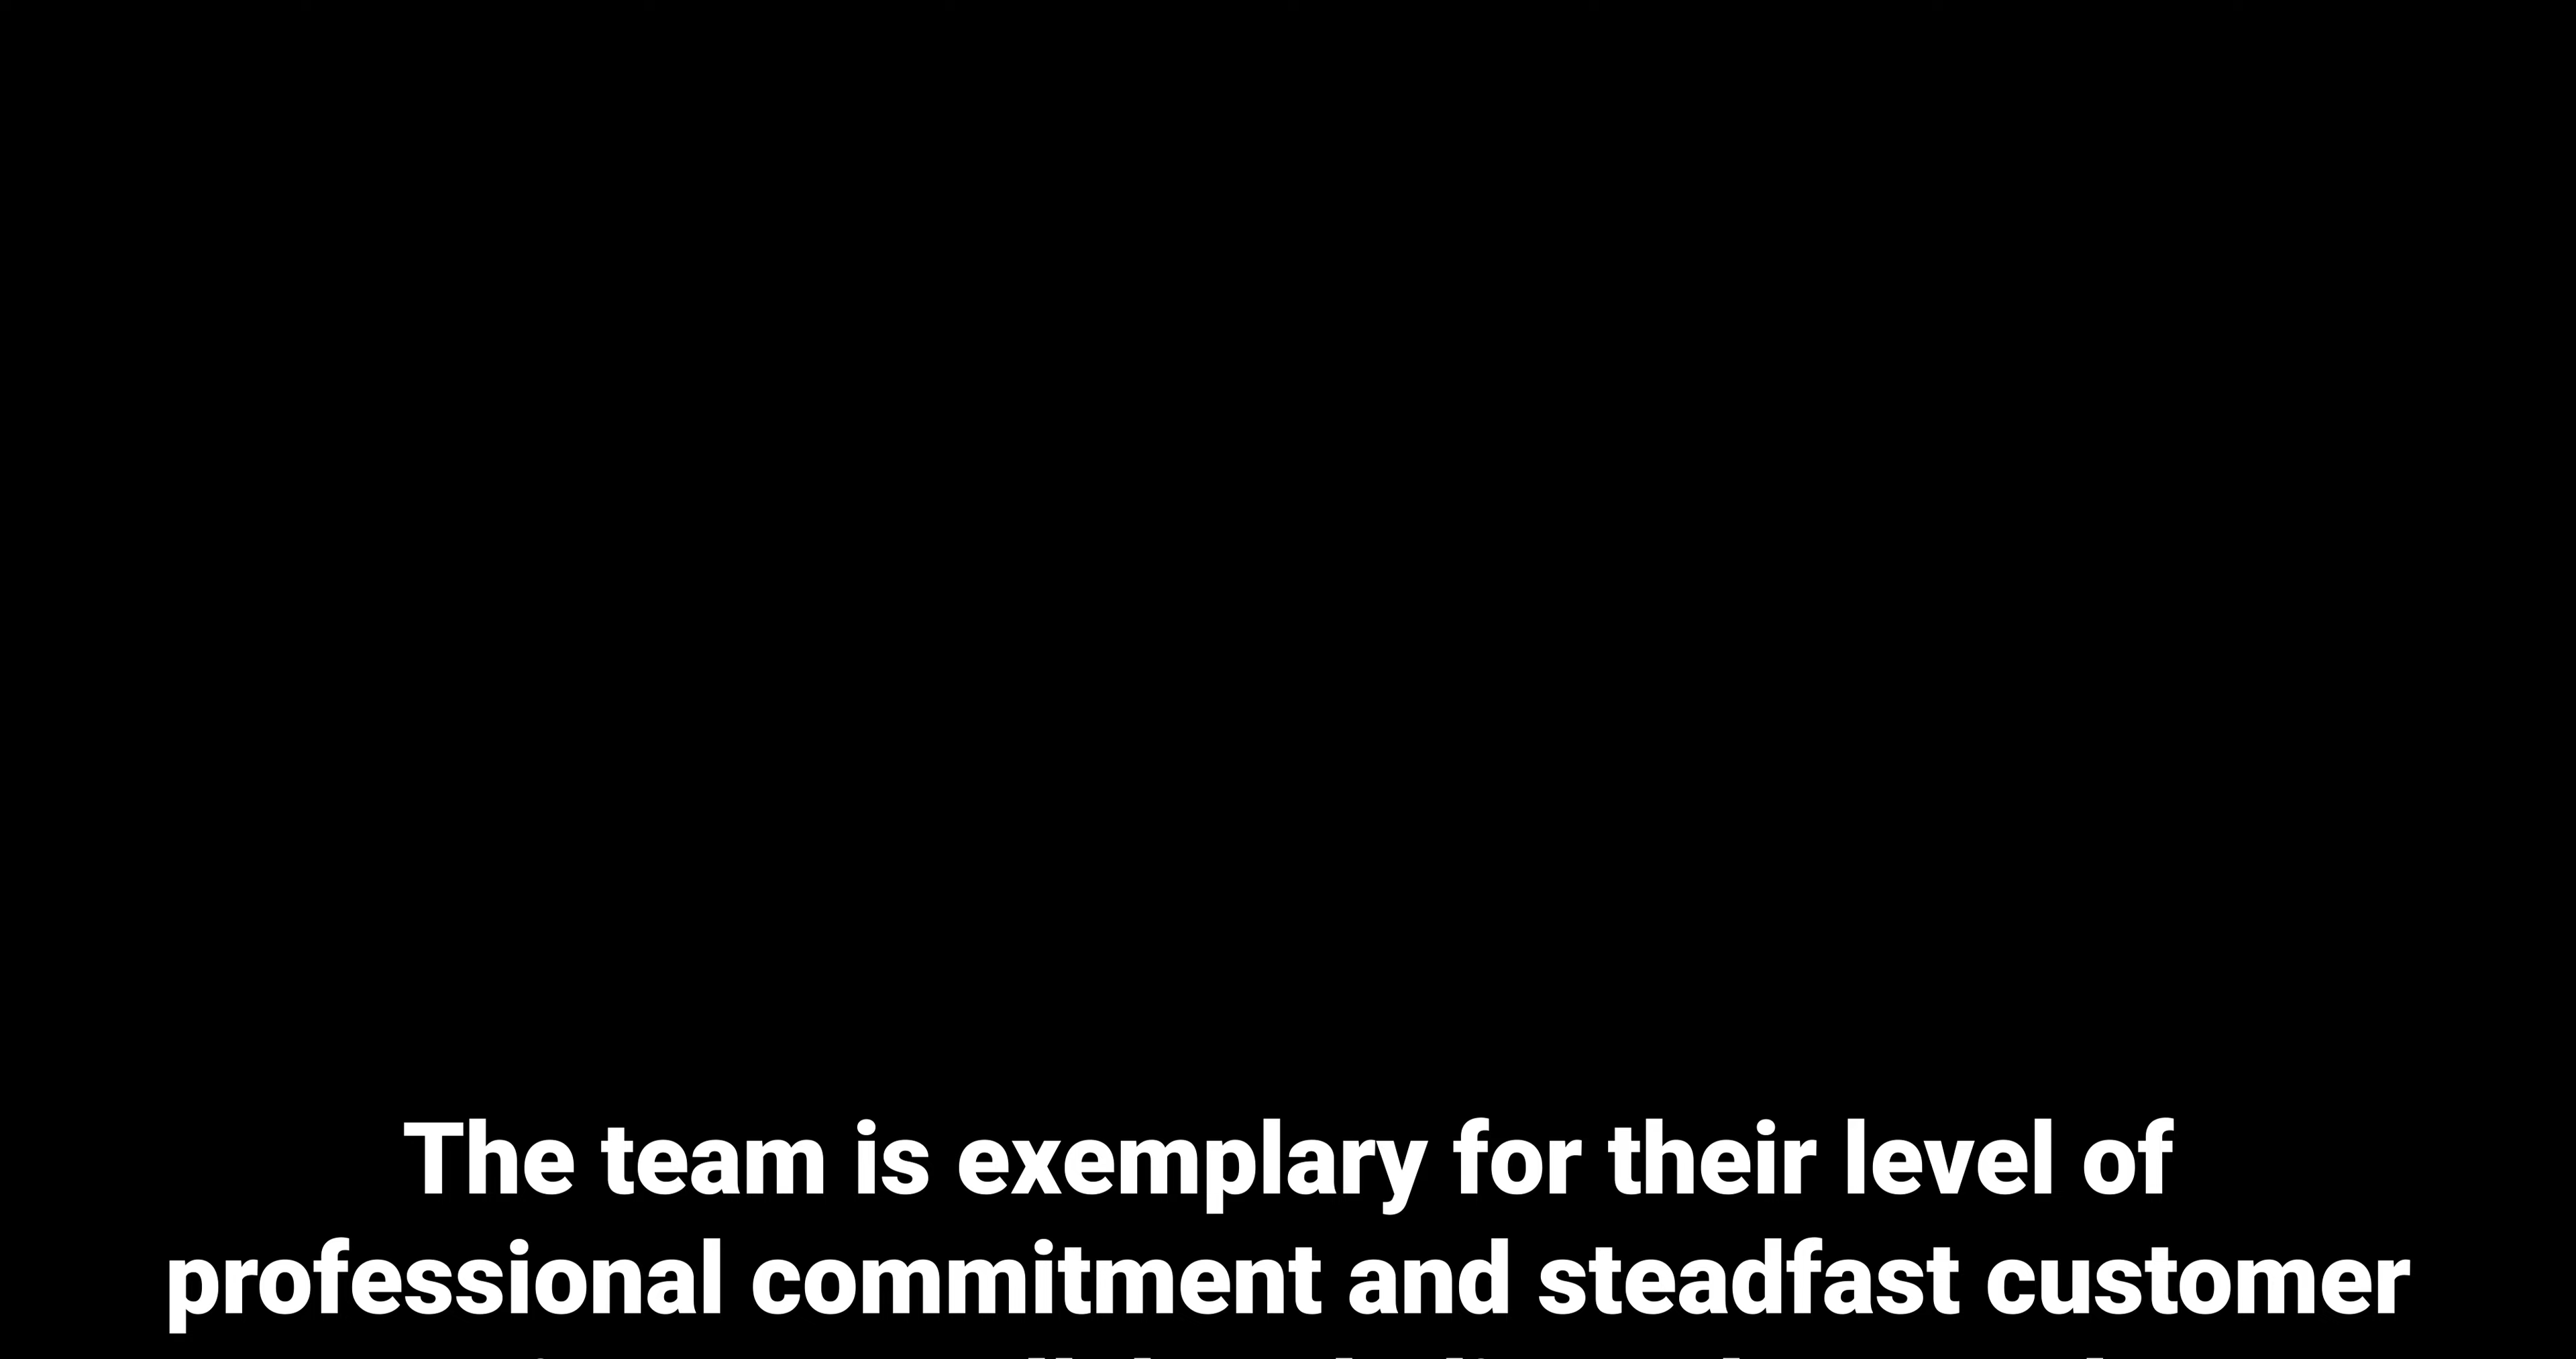 The team is exemplary for their level of
professional commitment and steadfast customer